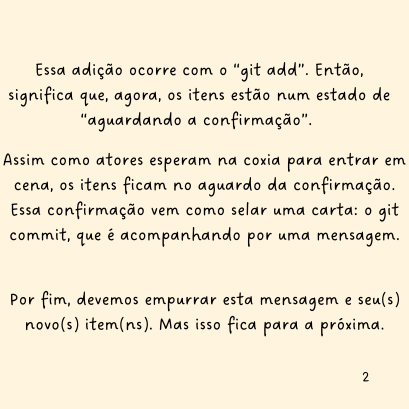 Essa adição ocorre com o “git add”. Então,
significa que, agora, os itens estão num estado de
“aguardando a confirmação”.
Assim como atores esperam na coxia para entrar em
cena, os itens ficam no aguardo da confirmação.
Essa confirmação vem como selar uma carta: o git
commit, que é acompanhando por uma mensagem.
Por fim, devemos empurrar esta mensagem e seu(s)
novo(s) item(ns). Mas isso fica para a próxima.
2